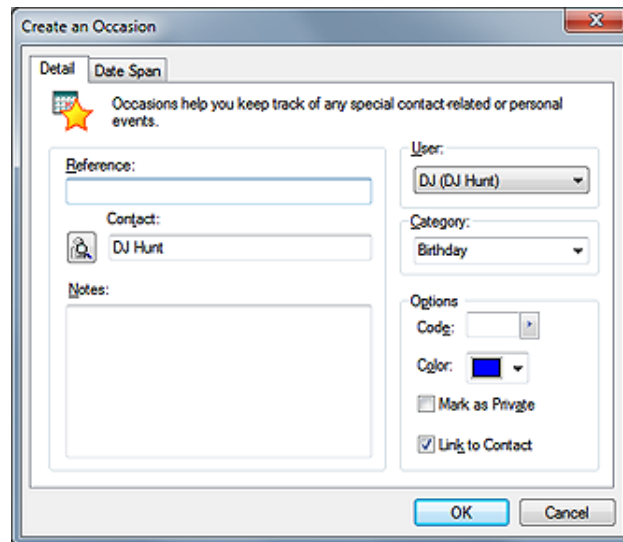 Create an Occasion
Detail
Date Span
Occasions help you keep track of any special contact-related or personal
events.
Reference:
Contact:
DJ Hunt
Notes:
User:
DJ (DJ Hunt)
Category:
Birthday
Options
Code:
Color:
Mark as Private
Link to Contact
OK
Cancel